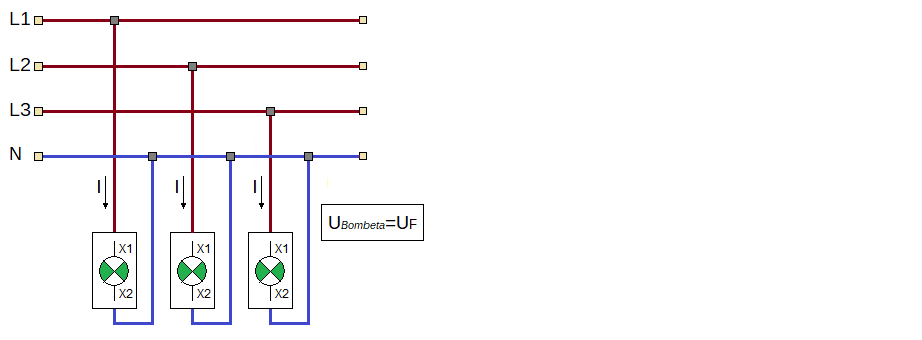 L1
L2
L3
N
I I I
UBombeta=UF
X1 X1 X1
X2 X2 X2